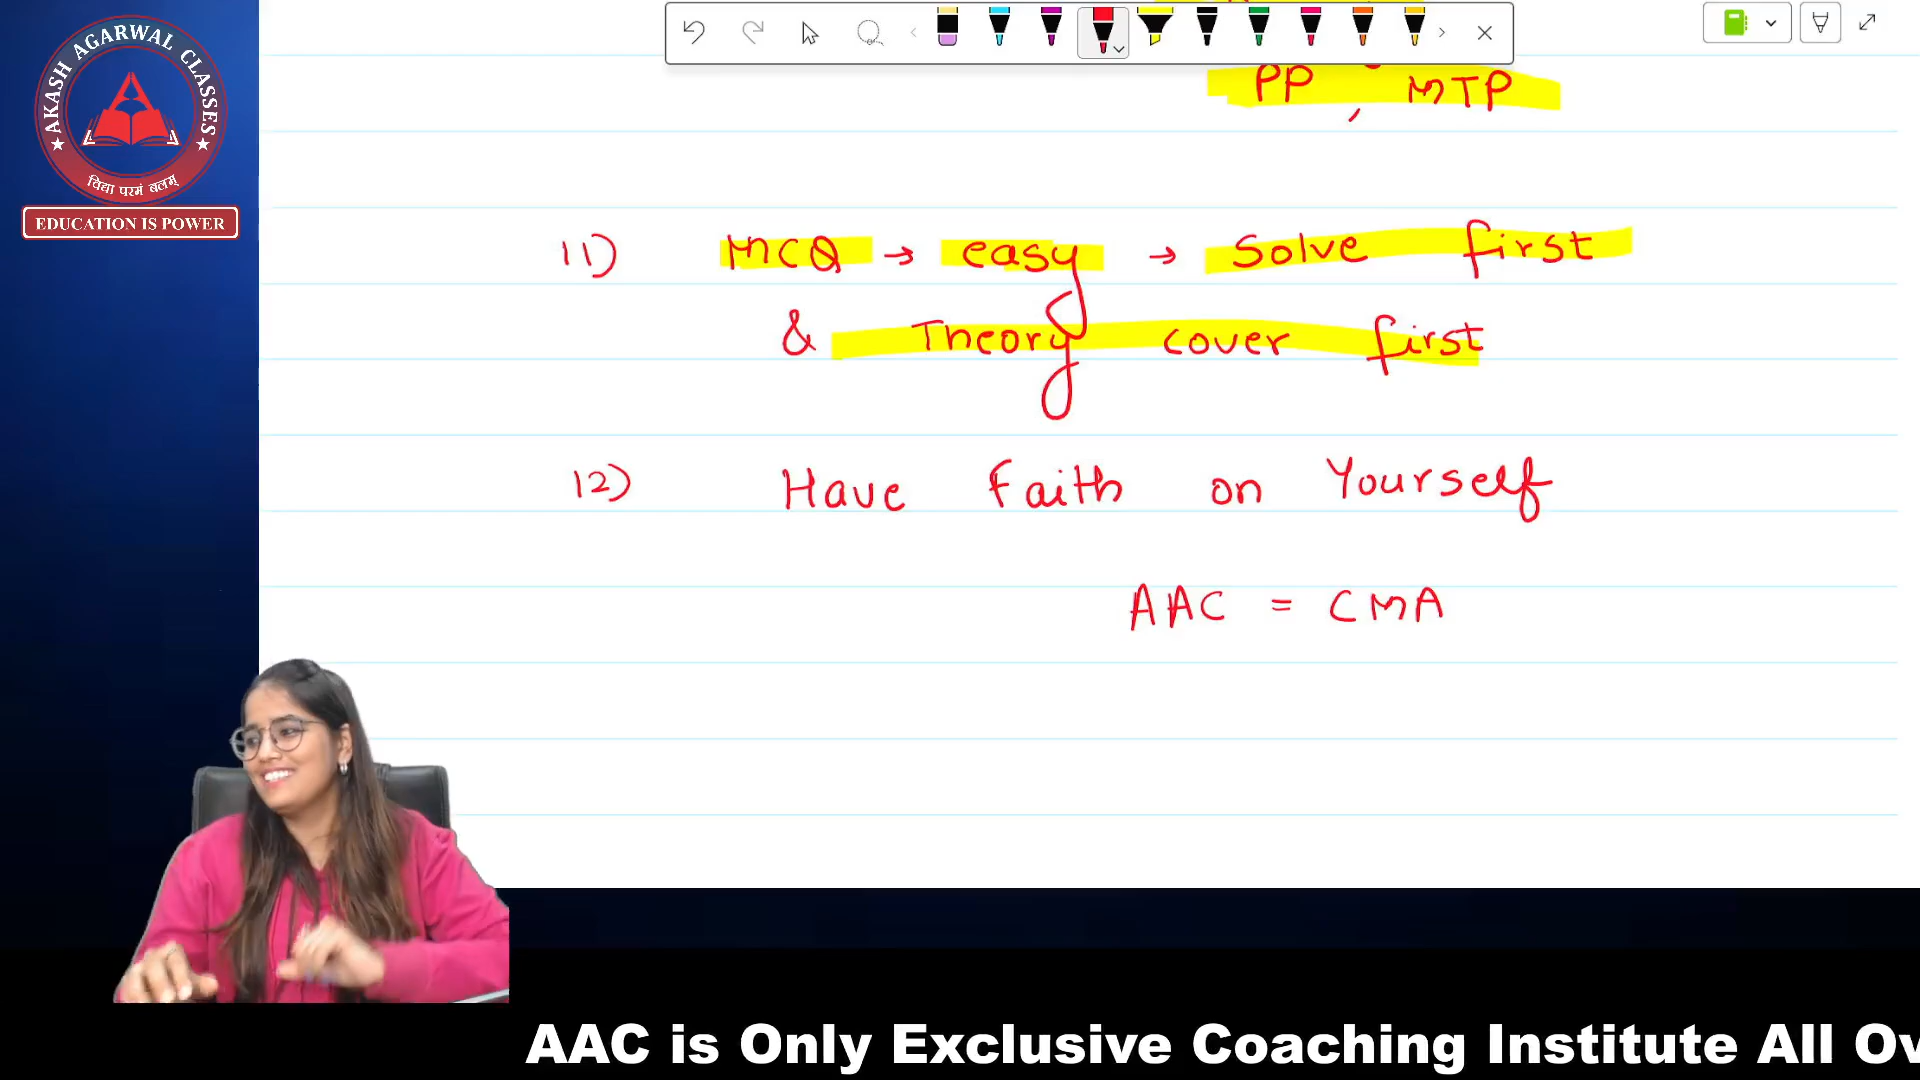 AKASH AGARWAL CLASSES
विद्या परमं बलम्
EDUCATION IS POWER
PP, MTP
11) MCQ → easy → Solve first
& Theory cover first
12) Have Faith on Yourself
AAC = CMA
AAC is Only Exclusive Coaching Institute All Ov